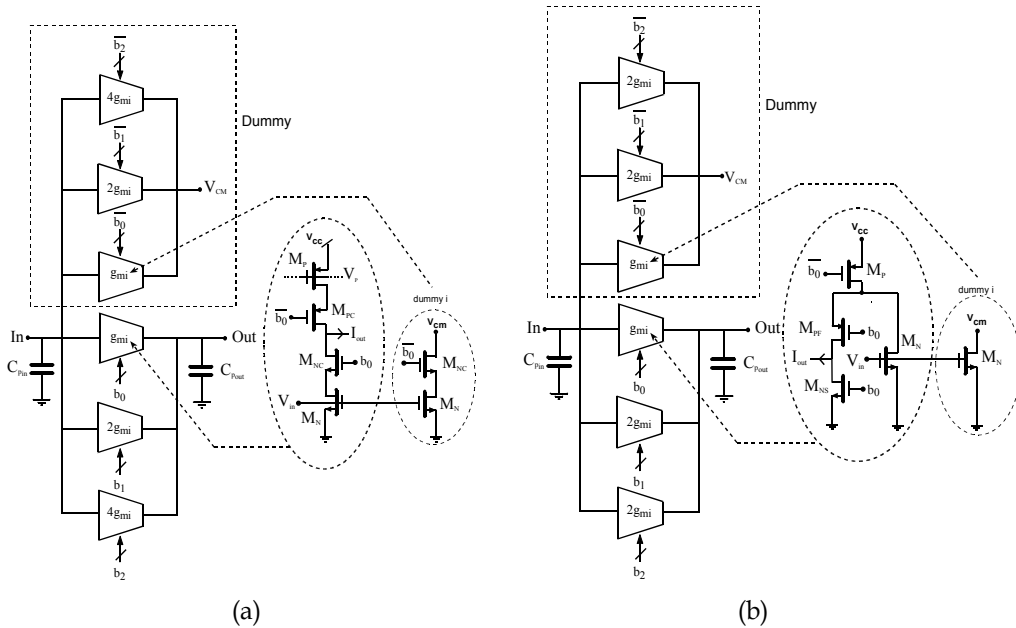 b̅2
4gmi
b̅1
Dummy
2gmi
VCM
b̅0
gmi
Vcc
MP
VP
dummy i
b̅0
MPC
In
gmi
Out
Iout
Vcm
CPin
CPout
MNC
b0
b̅0
MNC
b0
Vin
MN
MN
2gmi
b1
4gmi
b2
(a)
b̅2
2gmi
b̅1
Dummy
2gmi
VCM
b̅0
gmi
Vcc
b̅0
MP
dummy i
In
gmi
Out
MPF
b0
MN
Vcm
CPin
CPout
Iout
Vin
MN
b0
MNS
b0
2gmi
b1
2gmi
b2
(b)